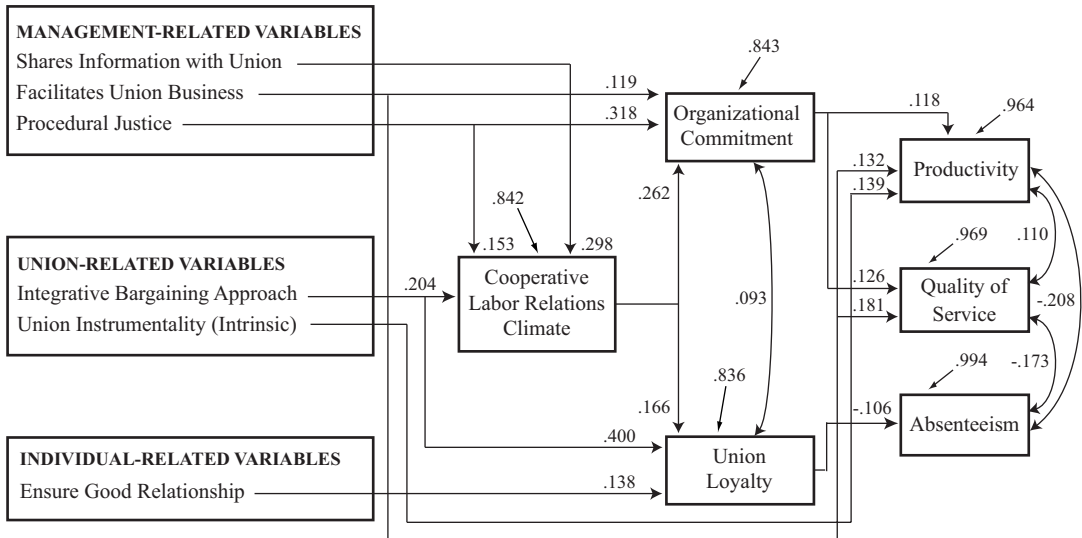 MANAGEMENT-RELATED VARIABLES
Shares Information with Union
Facilitates Union Business
Procedural Justice
.119
.318
.843
Organizational
Commitment
.118
.964
.132
.139
Productivity
.262
.842
.153
.298
UNION-RELATED VARIABLES
Integrative Bargaining Approach
Union Instrumentality (Intrinsic)
.204
Cooperative
Labor Relations
Climate
.093
.969
.110
.126
.181
Quality of
Service
-.208
-.173
.994
.836
.166
-.106
Absenteeism
.400
.138
Union
Loyalty
INDIVIDUAL-RELATED VARIABLES
Ensure Good Relationship